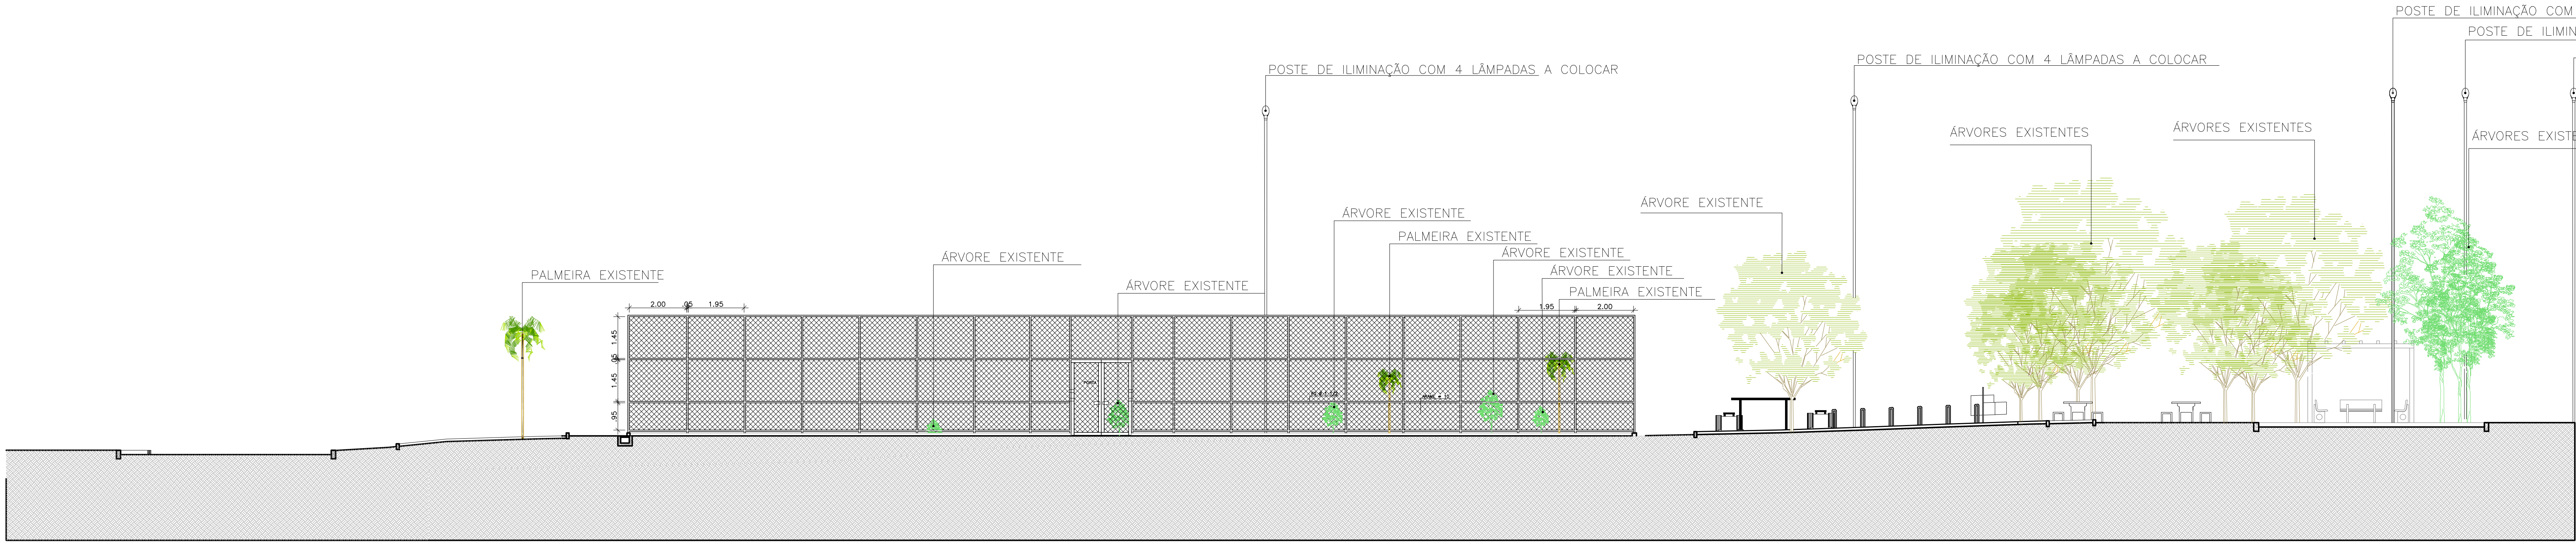 POSTE DE ILIMINAÇÃO COM
POSTE DE ILIMIN
POSTE DE ILIMINAÇÃO COM 4 LÂMPADAS A COLOCAR
POSTE DE ILIMINAÇÃO COM 4 LÂMPADAS A COLOCAR
ÁRVORES EXISTENTES
ÁRVORES EXISTENTES
ÁRVORES EXISTE
ÁRVORE EXISTENTE
ÁRVORE EXISTENTE
PALMEIRA EXISTENTE
ÁRVORE EXISTENTE
ÁRVORE EXISTENTE
ÁRVORE EXISTENTE
PALMEIRA EXISTENTE
ÁRVORE EXISTENTE
PALMEIRA EXISTENTE
2.00 .05 1.95
1.95 2.00
1.45
.05
1.45
.95